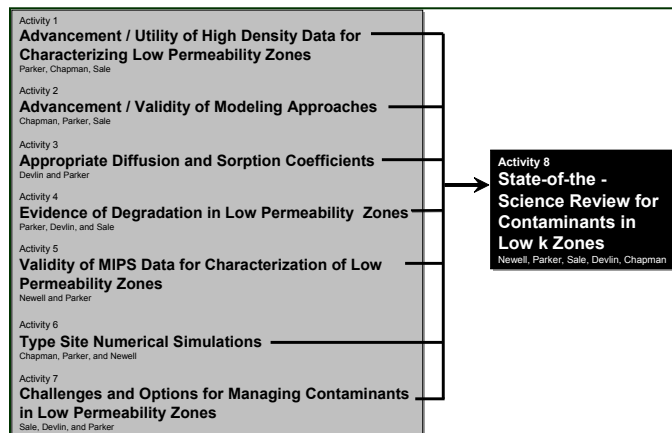 Activity 1
Advancement / Utility of High Density Data for
Characterizing Low Permeability Zones
Parker, Chapman, Sale
Activity 2
Advancement / Validity of Modeling Approaches
Chapman, Parker, Sale
Activity 3
Appropriate Diffusion and Sorption Coefficients
Devlin and Parker
Activity 4
Evidence of Degradation in Low Permeability Zones
Parker, Devlin, and Sale
Activity 5
Validity of MIPS Data for Characterization of Low
Permeability Zones
Newell and Parker
Activity 6
Type Site Numerical Simulations
Chapman, Parker, and Newell
Activity 7
Challenges and Options for Managing Contaminants
in Low Permeability Zones
Sale, Devlin, and Parker
Activity 8
State-of-the -
Science Review for
Contaminants in
Low k Zones
Newell, Parker, Sale, Devlin, Chapman